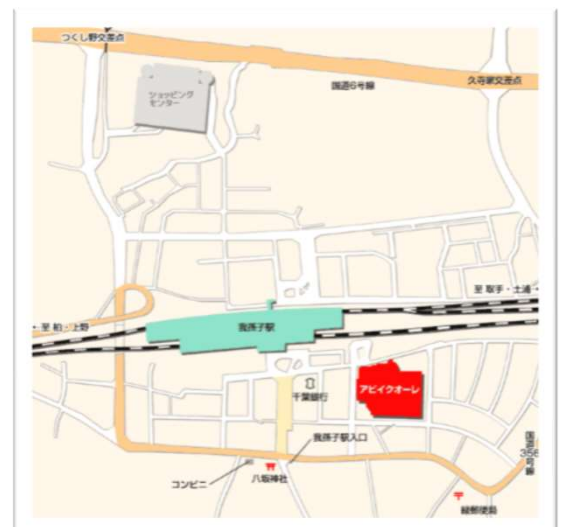 つくし野交差点
国道6号線
久寺家交差点
ショッピング
センター
至 取手・土浦
至 柏・上野
我孫子駅
千葉銀行
アビイクオーレ
我孫子駅入口
国道
356
号線
コンビニ
八坂神社
緑郵便局